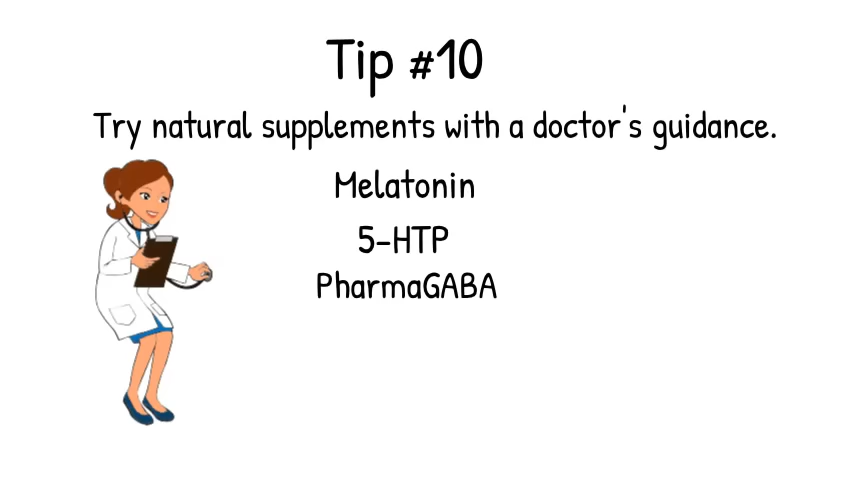 Tip #10
Try natural supplements with a doctor's guidance.
Melatonin
5-HTP
PharmaGABA